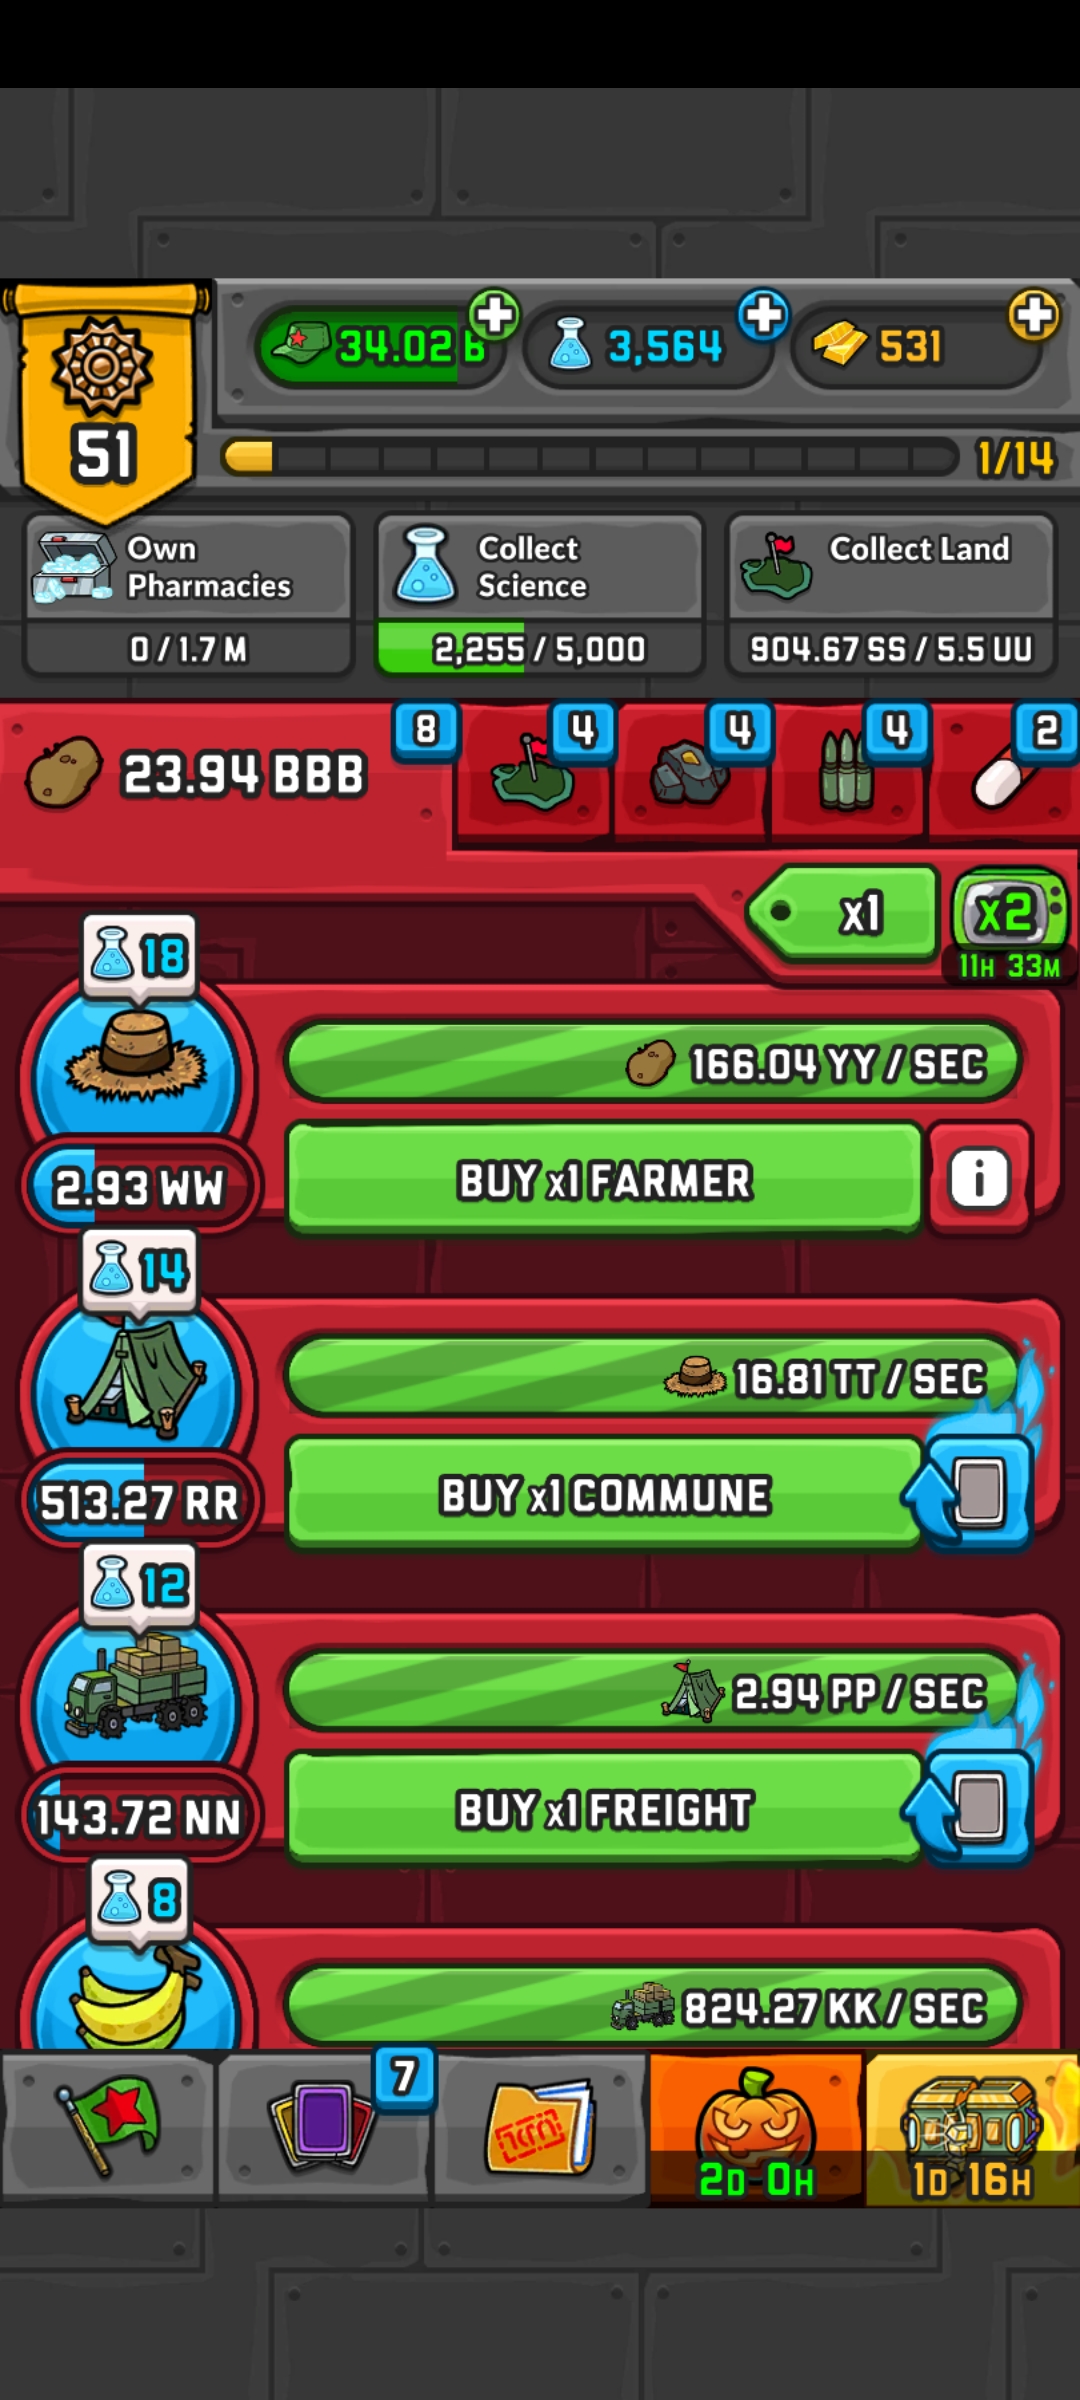 34.02 B
3,564
531
51
1/14
Own
Pharmacies
0 / 1.7 M
Collect
Science
2,255 / 5,000
Collect Land
904.67 SS / 5.5 UU
23.94 BBB
8
4
4
4
2
x1
x2
11H 33M
18
166.04 YY / SEC
2.93 WW
BUY x1 FARMER
i
14
16.81 TT / SEC
513.27 RR
BUY x1 COMMUNE
12
2.94 PP / SEC
143.72 NN
BUY x1 FREIGHT
8
824.27 KK / SEC
7
2D 0H
1D 16H